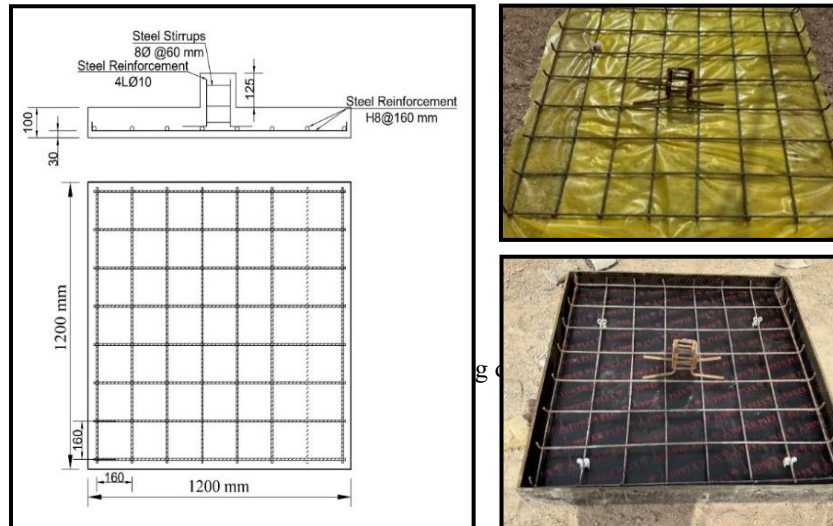 Steel Stirrups
8Ø @60 mm
Steel Reinforcement
4LØ10
125
Steel Reinforcement
H8@160 mm
100
30
1200 mm
160
160
1200 mm
g